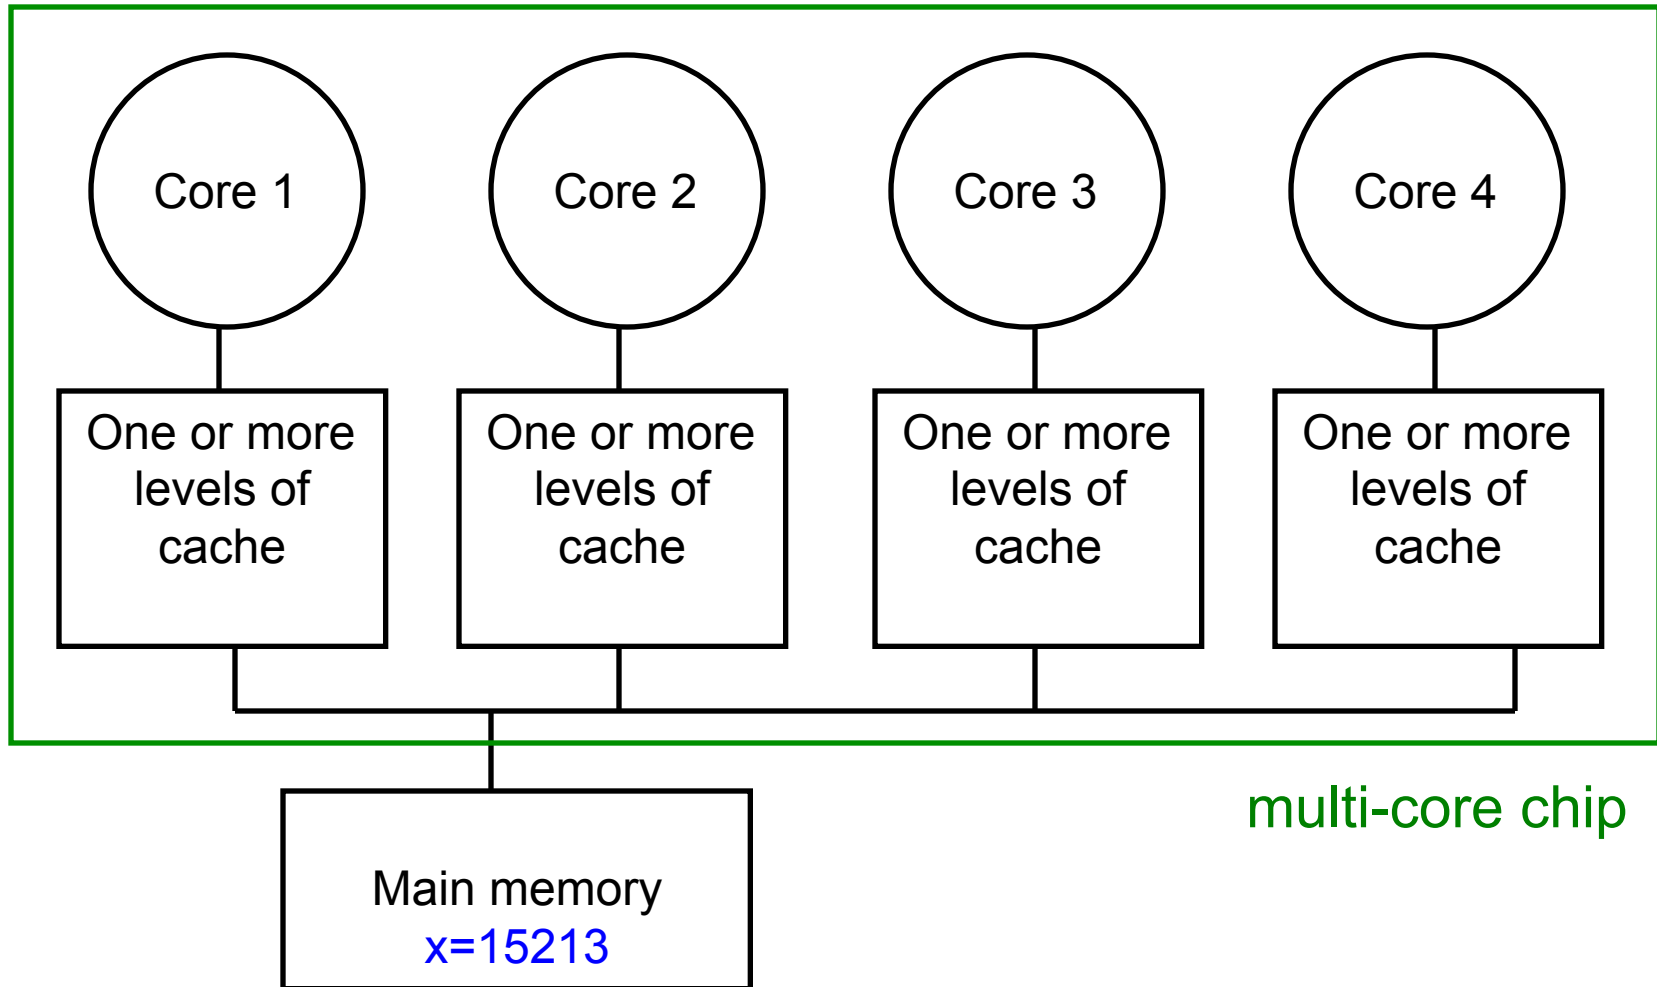 Core 1
Core 2
Core 3
Core 4
One or more
levels of
cache
One or more
levels of
cache
One or more
levels of
cache
One or more
levels of
cache
multi-core chip
Main memory
x=15213